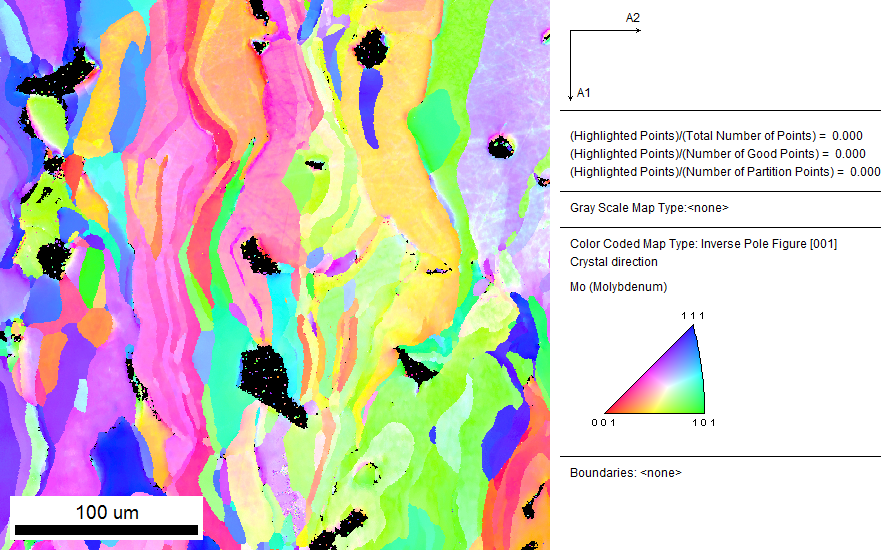 A2
A1
(Highlighted Points)/(Total Number of Points) = 0.000
(Highlighted Points)/(Number of Good Points) = 0.000
(Highlighted Points)/(Number of Partition Points) = 0.000
Gray Scale Map Type:<none>
Color Coded Map Type: Inverse Pole Figure [001]
Crystal direction
Mo (Molybdenum)
1 1 1
0 0 1
1 0 1
Boundaries: <none>
100 um